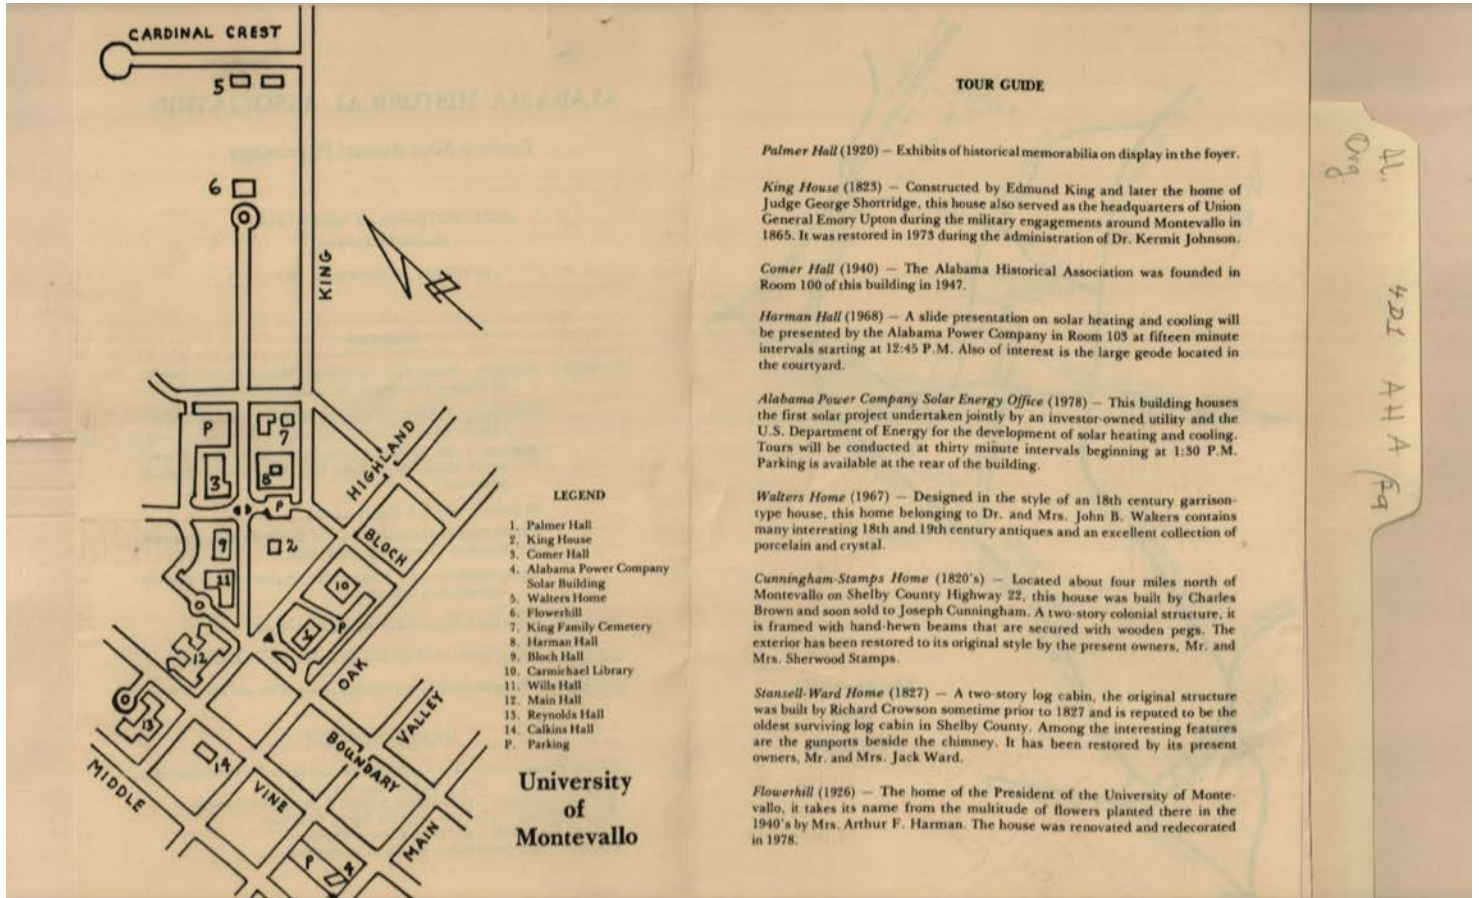 CARDINAL CREST
5
6
KING
N
P
7
3
8
P
HIGHLAND
9
2
BLOCH
11
10
P
12
OAK
13
VALLEY
BOUNDARY
14
MIDDLE
VINE
MAIN
P
LEGEND
1. Palmer Hall
2. King House
3. Comer Hall
4. Alabama Power Company
Solar Building
5. Walters Home
6. Flowerhill
7. King Family Cemetery
8. Harman Hall
9. Bloch Hall
10. Carmichael Library
11. Wills Hall
12. Main Hall
13. Reynolds Hall
14. Calkins Hall
P. Parking
University
of
Montevallo
TOUR GUIDE
Palmer Hall (1920) — Exhibits of historical memorabilia on display in the foyer.
King House (1823) — Constructed by Edmund King and later the home of
Judge George Shortridge, this house also served as the headquarters of Union
General Emory Upton during the military engagements around Montevallo in
1865. It was restored in 1973 during the administration of Dr. Kermit Johnson.
Comer Hall (1940) — The Alabama Historical Association was founded in
Room 100 of this building in 1947.
Harman Hall (1968) — A slide presentation on solar heating and cooling will
be presented by the Alabama Power Company in Room 103 at fifteen minute
intervals starting at 12:45 P.M. Also of interest is the large geode located in
the courtyard.
Alabama Power Company Solar Energy Office (1978) — This building houses
the first solar project undertaken jointly by an investor-owned utility and the
U.S. Department of Energy for the development of solar heating and cooling.
Tours will be conducted at thirty minute intervals beginning at 1:30 P.M.
Parking is available at the rear of the building.
Walters Home (1967) — Designed in the style of an 18th century garrison-
type house, this home belonging to Dr. and Mrs. John B. Walters contains
many interesting 18th and 19th century antiques and an excellent collection of
porcelain and crystal.
Cunningham-Stamps Home (1820's) — Located about four miles north of
Montevallo on Shelby County Highway 22, this house was built by Charles
Brown and soon sold to Joseph Cunningham. A two-story colonial structure, it
is framed with hand-hewn beams that are secured with wooden pegs. The
exterior has been restored to its original style by the present owners, Mr. and
Mrs. Sherwood Stamps.
Stansell-Ward Home (1827) — A two-story log cabin, the original structure
was built by Richard Crowson sometime prior to 1827 and is reputed to be the
oldest surviving log cabin in Shelby County. Among the interesting features
are the gunports beside the chimney. It has been restored by its present
owners, Mr. and Mrs. Jack Ward.
Flowerhill (1926) — The home of the President of the University of Monte-
vallo, it takes its name from the multitude of flowers planted there in the
1940's by Mrs. Arthur F. Harman. The house was renovated and redecorated
in 1978.
Al. 4D1 AHA
Org.